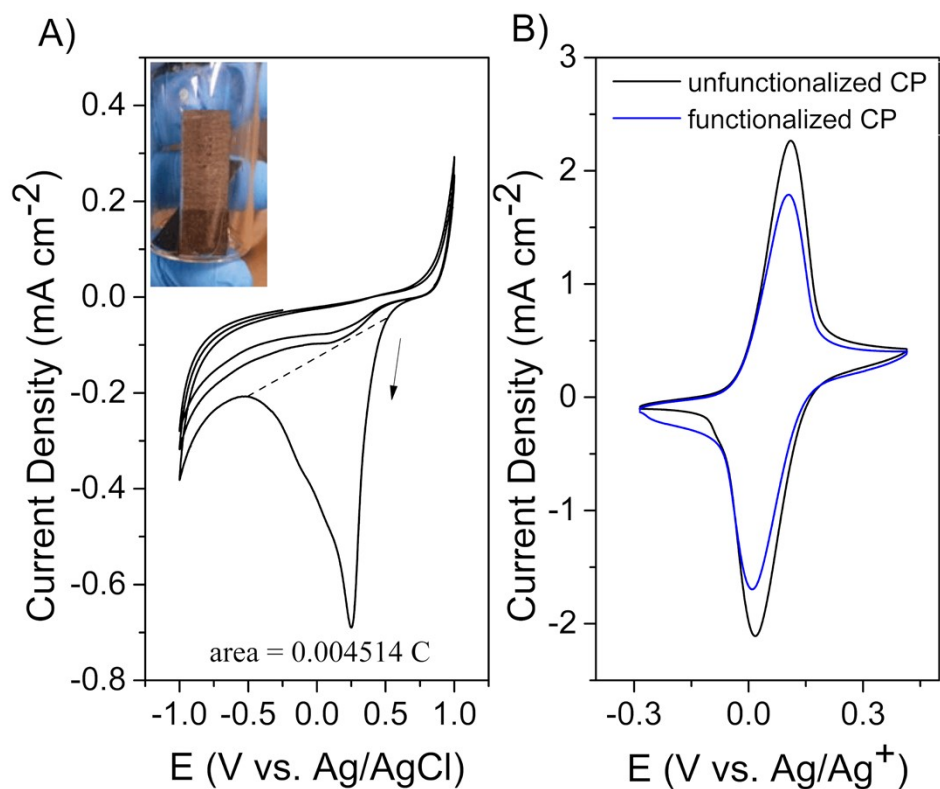 A)
Current Density (mA cm⁻²)
0.4
0.2
0.0
-0.2
-0.4
-0.6
-0.8
area = 0.004514 C
-1.0 -0.5 0.0 0.5 1.0
E (V vs. Ag/AgCl)
B)
Current Density (mA cm⁻²)
3
2
1
0
-1
-2
unfunctionalized CP
functionalized CP
-0.3 0.0 0.3
E (V vs. Ag/Ag⁺)